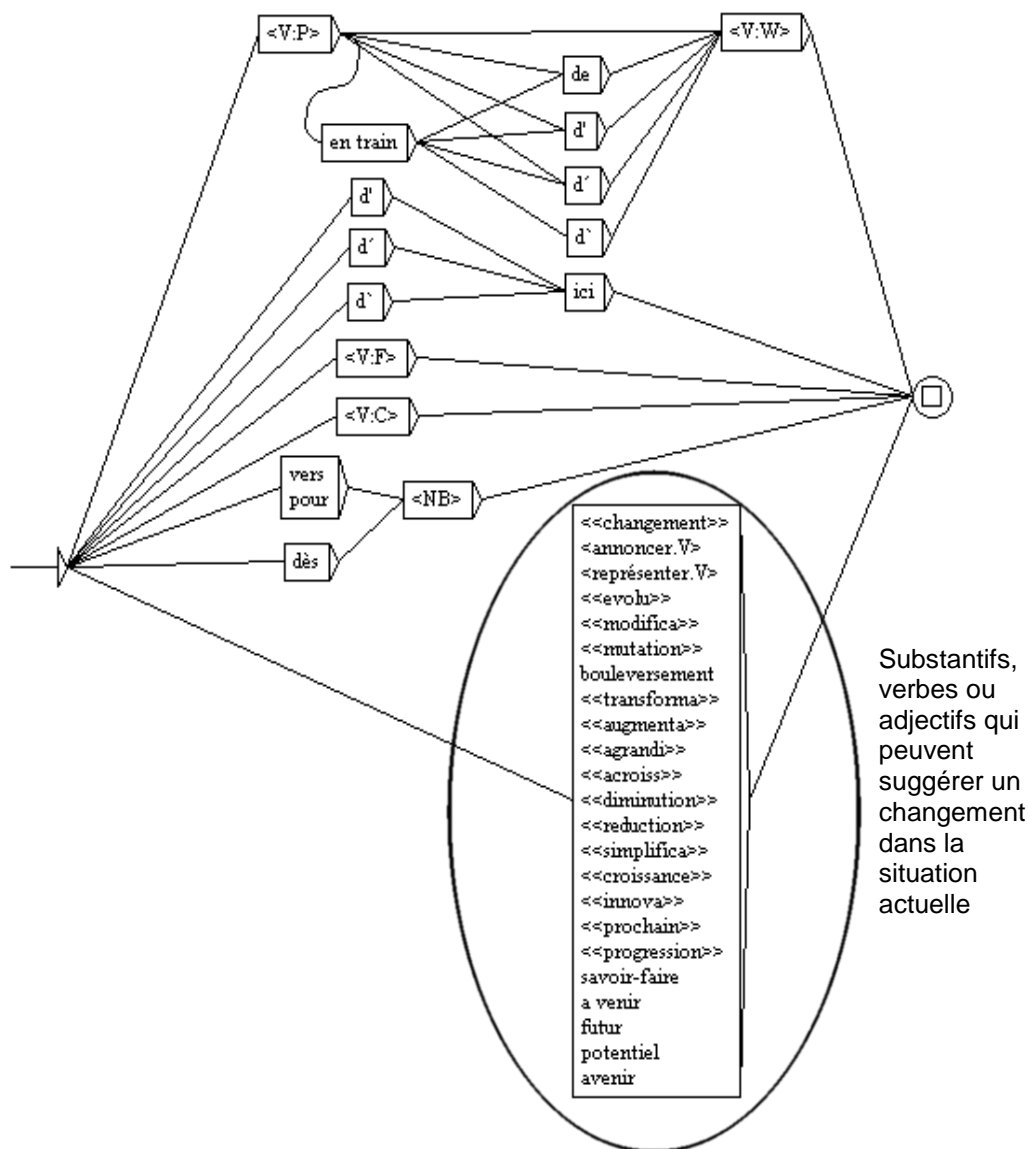 <V:P>
<V:W>
de
d'
en train
d´
d'
d`
d´
d`
ici
<V:F>
<V:C>
vers
pour
<NB>
dès
<<changement>>
<annoncer.V>
<représenter.V>
<<evolu>>
<<modifica>>
<<mutation>>
bouleversement
<<transforma>>
<<augmenta>>
<<agrandi>>
<<acroiss>>
<<diminution>>
<<reduction>>
<<simplifica>>
<<croissance>>
<<innova>>
<<prochain>>
<<progression>>
savoir-faire
a venir
futur
potentiel
avenir
Substantifs,
verbes ou
adjectifs qui
peuvent
suggérer un
changement
dans la
situation
actuelle